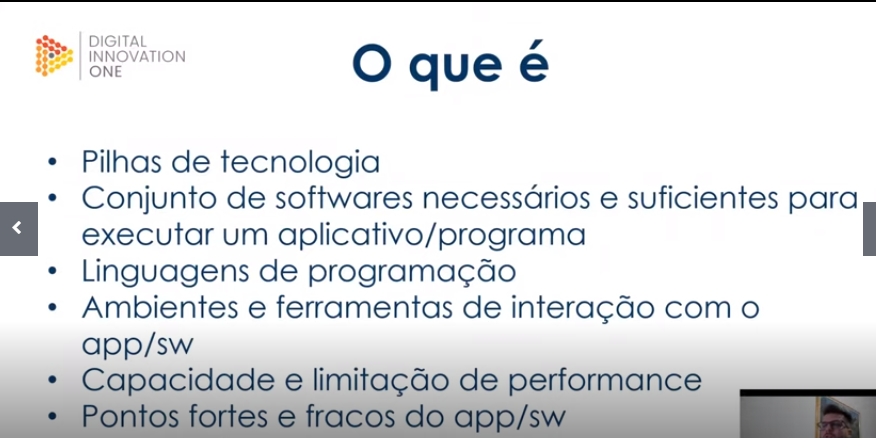 DIGITAL
INNOVATION
ONE
O que é
• Pilhas de tecnologia
• Conjunto de softwares necessários e suficientes para
executar um aplicativo/programa
• Linguagens de programação
• Ambientes e ferramentas de interação com o
app/sw
• Capacidade e limitação de performance
• Pontos fortes e fracos do app/sw